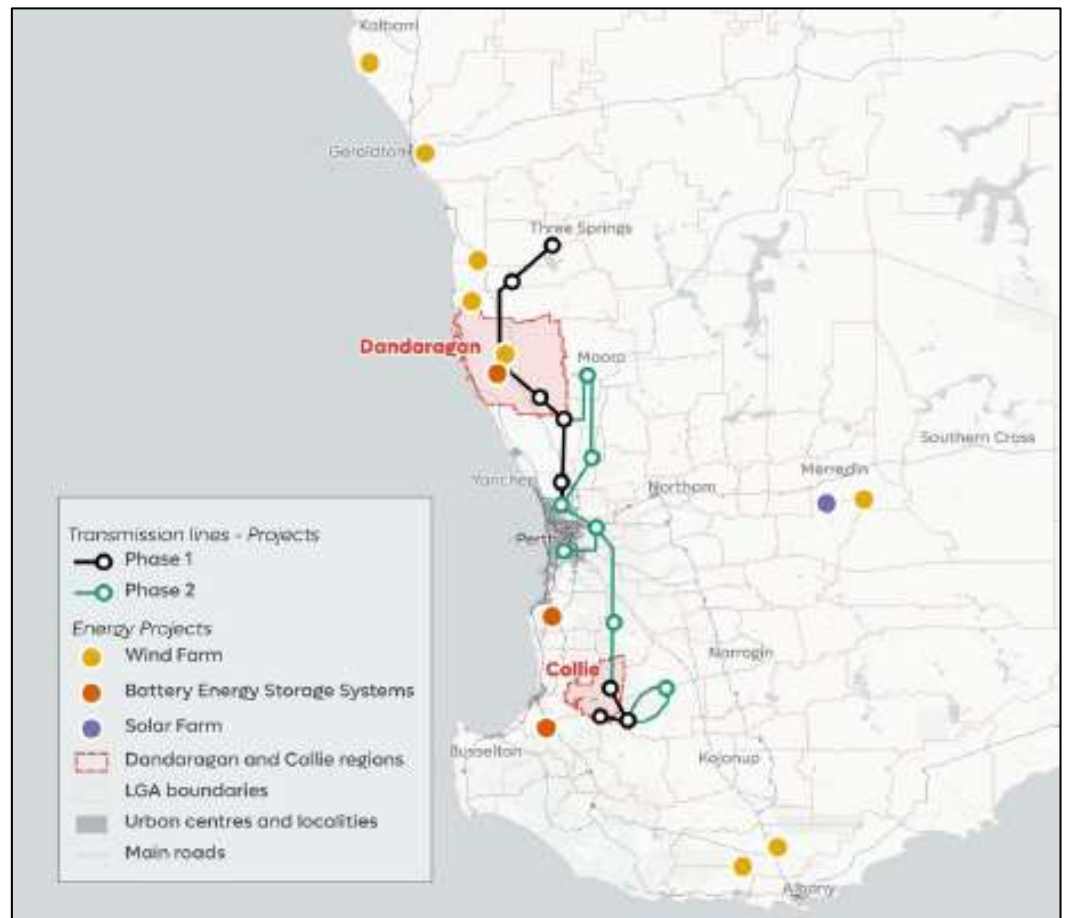 Kalbarri
Geraldton
Three Springs
Dandaragan
Moora
Southern Cross
Merredin
Yanchep
Northam
Perth
Transmission lines - Projects
Phase 1
Phase 2
Energy Projects
Wind Farm
Battery Energy Storage Systems
Solar Farm
Dandaragan and Collie regions
LGA boundaries
Urban centres and localities
Main roads
Narrogin
Collie
Busselton
Kojonup
Albany